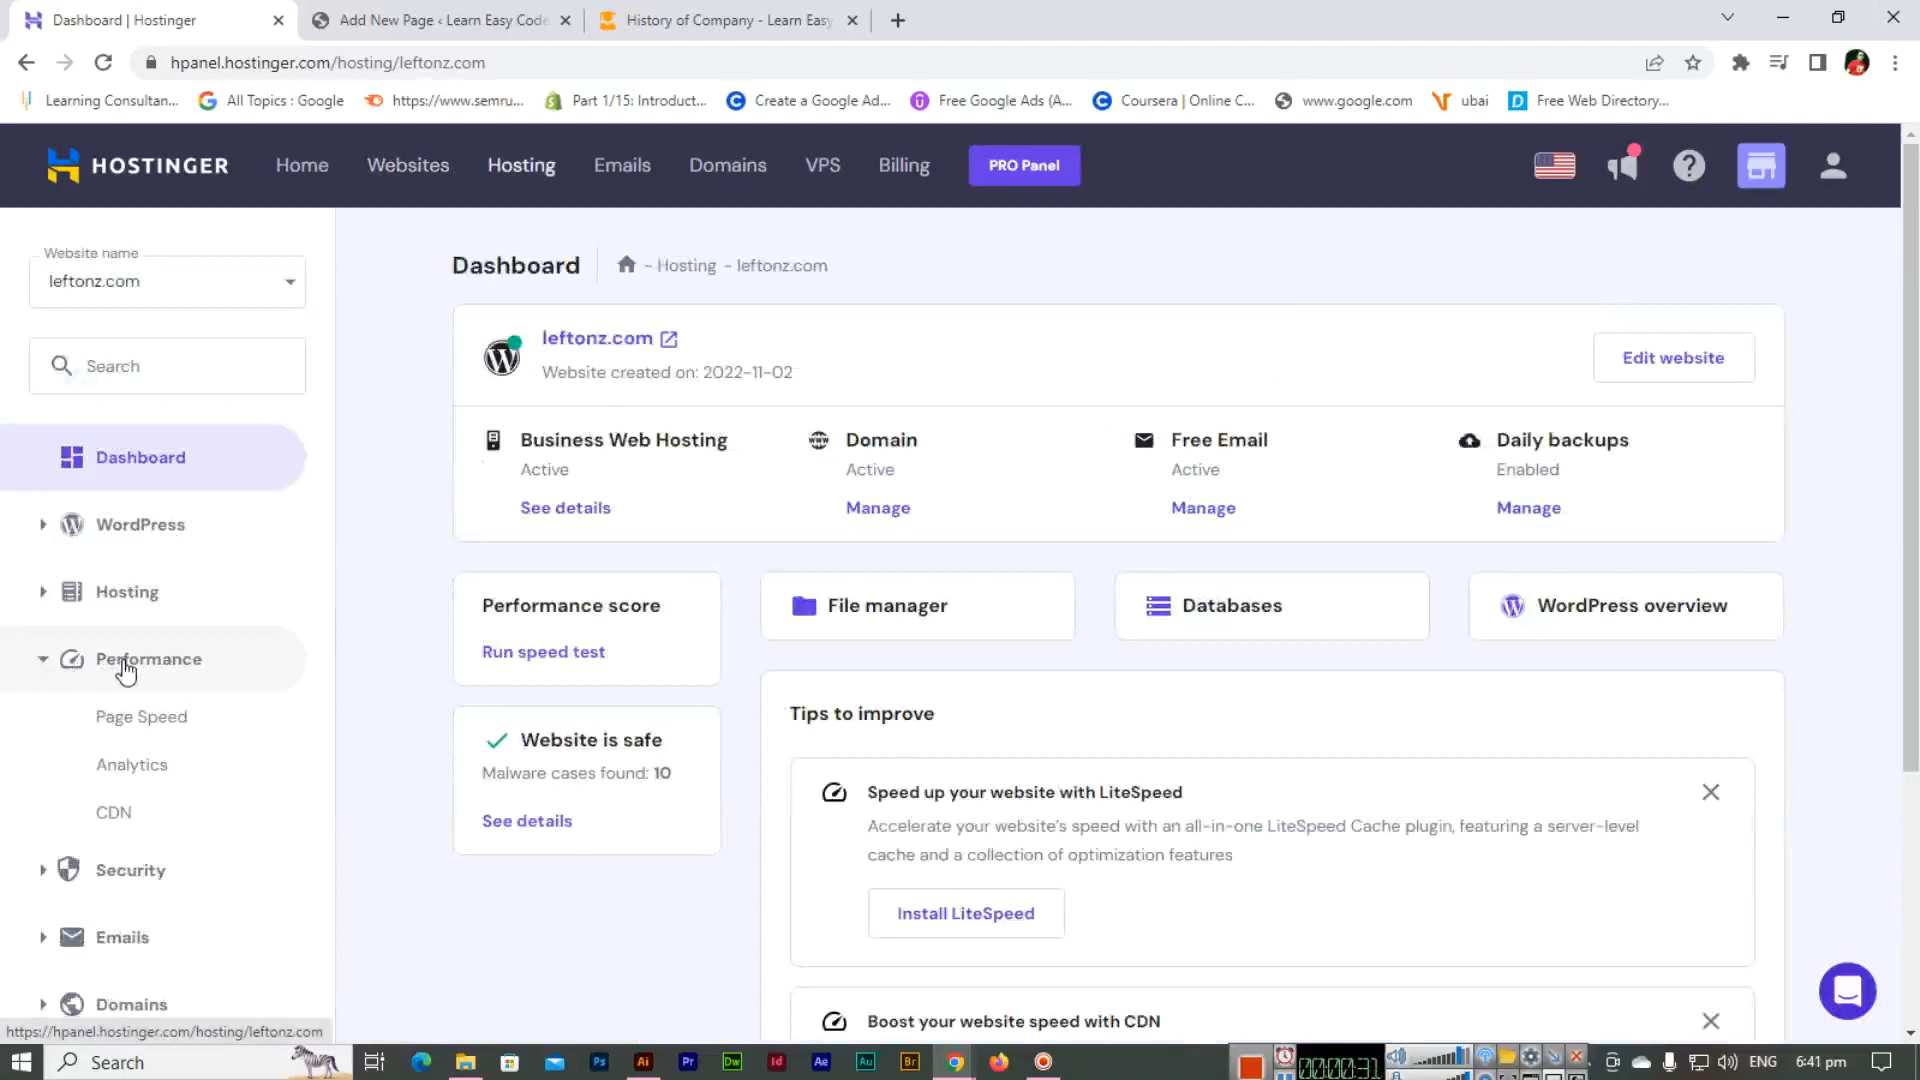 Dashboard | Hostinger
Add New Page ‹ Learn Easy Code
History of Company - Learn Easy
hpanel.hostinger.com/hosting/leftonz.com
Learning Consultan...
All Topics : Google
https://www.semru...
Part 1/15: Introduct...
Create a Google Ad...
Free Google Ads (A...
Coursera | Online C...
www.google.com
ubai
Free Web Directory...
HOSTINGER
Home
Websites
Hosting
Emails
Domains
VPS
Billing
PRO Panel
Website name
leftonz.com
Search
Dashboard
WordPress
Hosting
Performance
Page Speed
Analytics
CDN
Security
Emails
Domains
https://hpanel.hostinger.com/hosting/leftonz.com
Dashboard
- Hosting - leftonz.com
leftonz.com
Website created on: 2022-11-02
Edit website
Business Web Hosting
Active
See details
Domain
Active
Manage
Free Email
Active
Manage
Daily backups
Enabled
Manage
Performance score
Run speed test
File manager
Databases
WordPress overview
Website is safe
Malware cases found: 10
See details
Tips to improve
Speed up your website with LiteSpeed
Accelerate your website's speed with an all-in-one LiteSpeed Cache plugin, featuring a server-level
cache and a collection of optimization features
Install LiteSpeed
Boost your website speed with CDN
Search
Ps
Ai
Pr
Dw
Id
Ae
Au
Br
ENG
6:41 pm